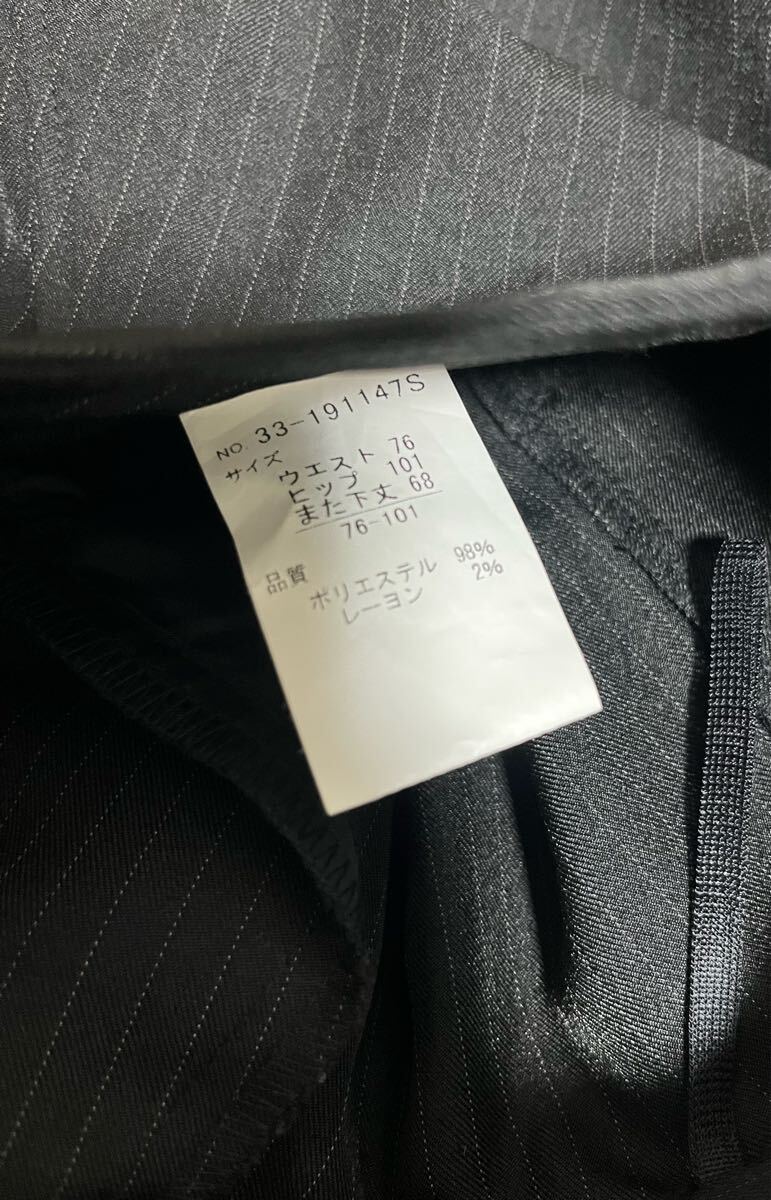 NO. 33-191147S
サイズ
ウエスト 76
ヒップ 101
また下丈 68
76-101
品質
ポリエステル 98%
レーヨン 2%